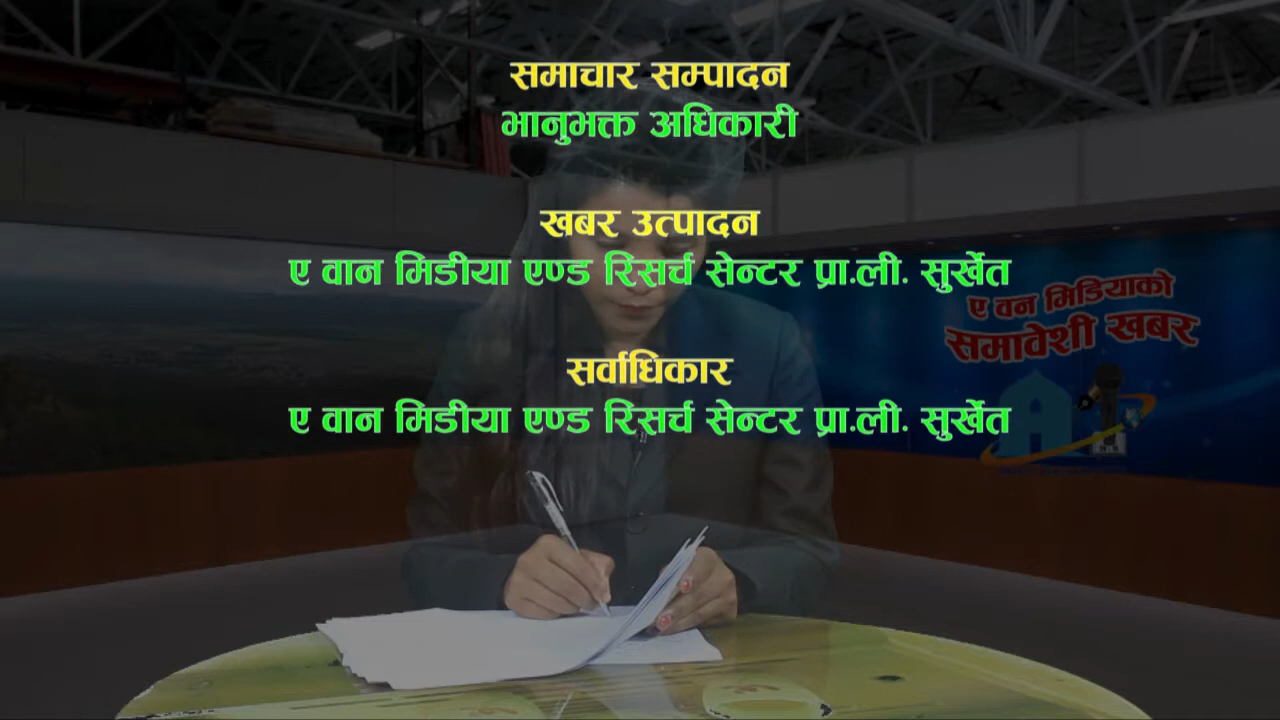 समाचार सम्पादन
भानुभक्त अधिकारी
खबर उत्पादन
ए वान मिडीया एण्ड रिसर्च सेन्टर प्रा.ली. सुर्खेत
ए वन मिडियाको
समावेशी खबर
सर्वाधिकार
ए वान मिडीया एण्ड रिसर्च सेन्टर प्रा.ली. सुर्खेत